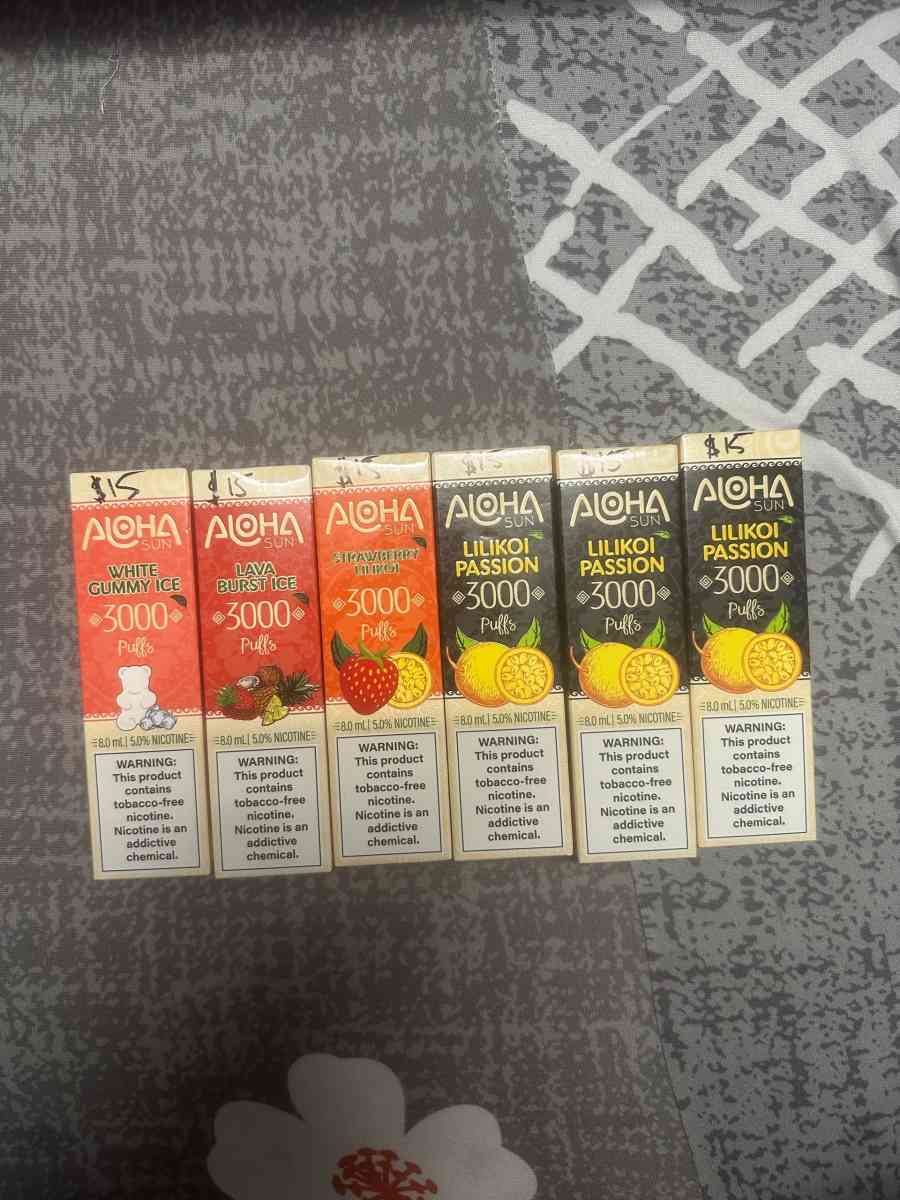 $15
ALOHA
SUN
WHITE
GUMMY ICE
3000
Puffs
8.0 mL | 5.0% NICOTINE
WARNING:
This product
contains
tobacco-free
nicotine.
Nicotine is an
addictive
chemical.
$15
ALOHA
SUN
LAVA
BURST ICE
3000
Puffs
8.0 mL | 5.0% NICOTINE
WARNING:
This product
contains
tobacco-free
nicotine.
Nicotine is an
addictive
chemical.
$15
ALOHA
SUN
STRAWBERRY
LILIKOI
3000
Puffs
8.0 mL | 5.0% NICOTINE
WARNING:
This product
contains
tobacco-free
nicotine.
Nicotine is an
addictive
chemical.
$15
ALOHA
SUN
LILIKOI
PASSION
3000
Puffs
8.0 mL | 5.0% NICOTINE
WARNING:
This product
contains
tobacco-free
nicotine.
Nicotine is an
addictive
chemical.
$15
ALOHA
SUN
LILIKOI
PASSION
3000
Puffs
8.0 mL | 5.0% NICOTINE
WARNING:
This product
contains
tobacco-free
nicotine.
Nicotine is an
addictive
chemical.
$15
ALOHA
SUN
LILIKOI
PASSION
3000
Puffs
8.0 mL | 5.0% NICOTINE
WARNING:
This product
contains
tobacco-free
nicotine.
Nicotine is an
addictive
chemical.